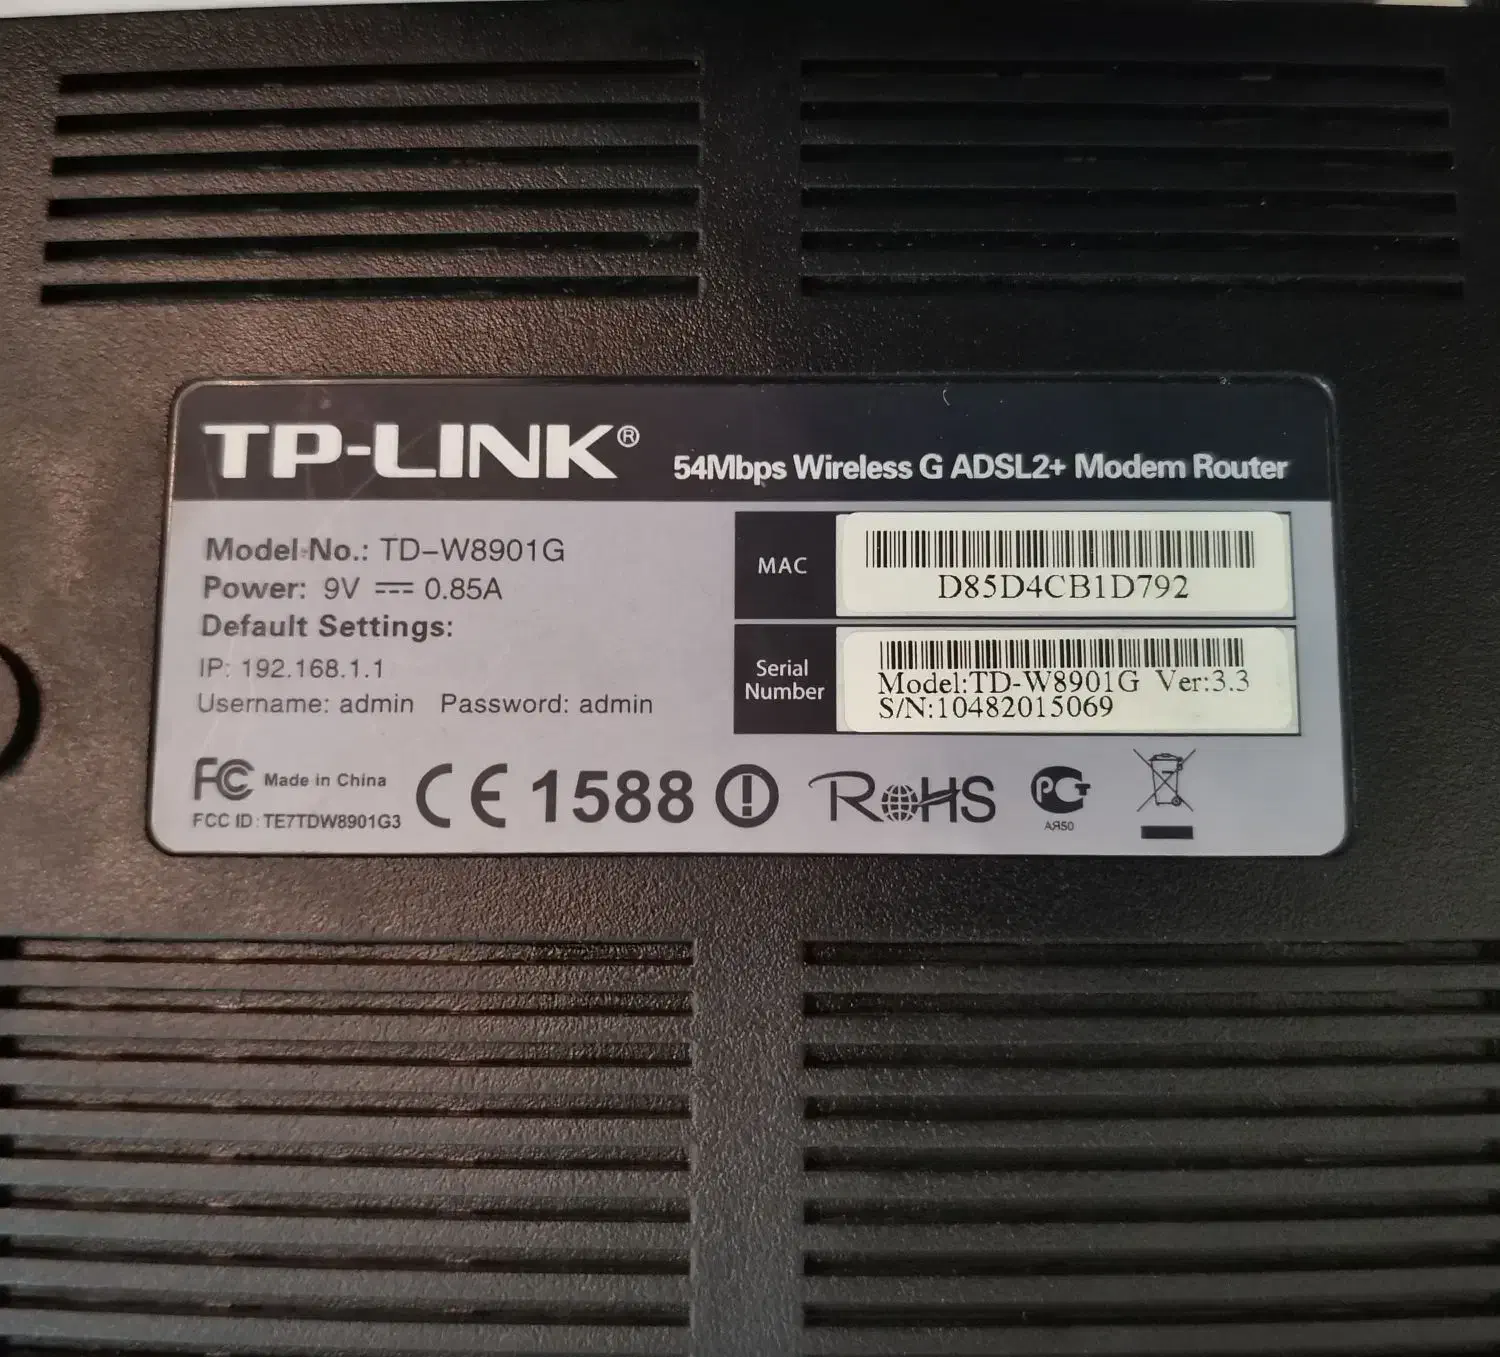 TP-LINK®
54Mbps Wireless G ADSL2+ Modem Router
Model No.: TD-W8901G
Power: 9V ⎓ 0.85A
Default Settings:
IP: 192.168.1.1
Username: admin Password: admin
MAC
D85D4CB1D792
Serial
Number
Model:TD-W8901G Ver:3.3
S/N:10482015069
FC Made in China
FCC ID: TE7TDW8901G3
CE 1588
RoHS
РСТ
АЯ50